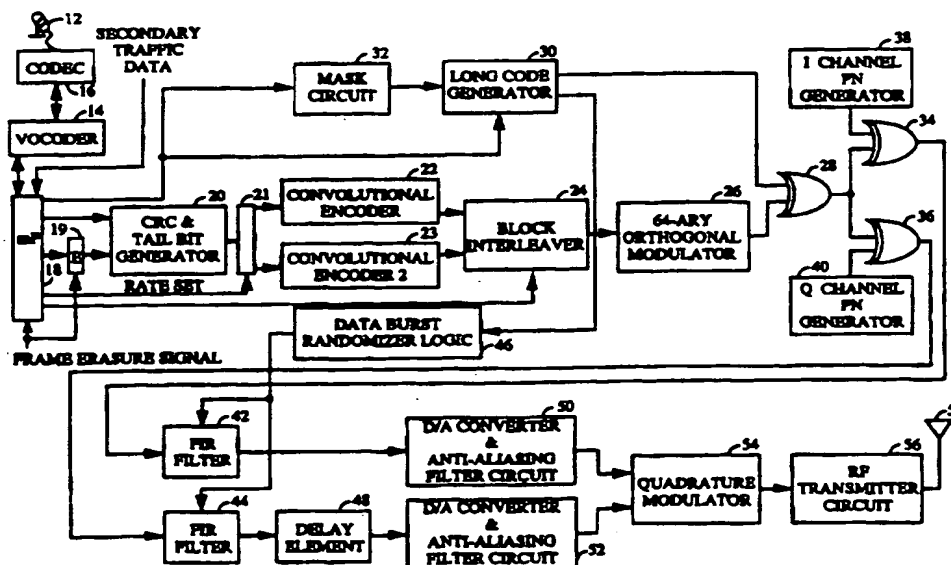 12
CODEC
16
SECONDARY
TRAFFIC
DATA
14
VOCODER
32
MASK
CIRCUIT
30
LONG CODE
GENERATOR
38
I CHANNEL
PN
GENERATOR
34
28
20
CRC &
TAIL BIT
GENERATOR
21
22
CONVOLUTIONAL
ENCODER
23
CONVOLUTIONAL
ENCODER 2
24
BLOCK
INTERLEAVER
26
64-ARY
ORTHOGONAL
MODULATOR
36
19
E
18
RATE SET
40
Q CHANNEL
PN
GENERATOR
DATA BURST
RANDOMIZER LOGIC
46
FRAME ERASURE SIGNAL
42
FIR
FILTER
50
D/A CONVERTER
&
ANTI-ALIASING
FILTER CIRCUIT
54
QUADRATURE
MODULATOR
56
RF
TRANSMITTER
CIRCUIT
44
FIR
FILTER
48
DELAY
ELEMENT
D/A CONVERTER
&
ANTI-ALIASING
FILTER CIRCUIT
52